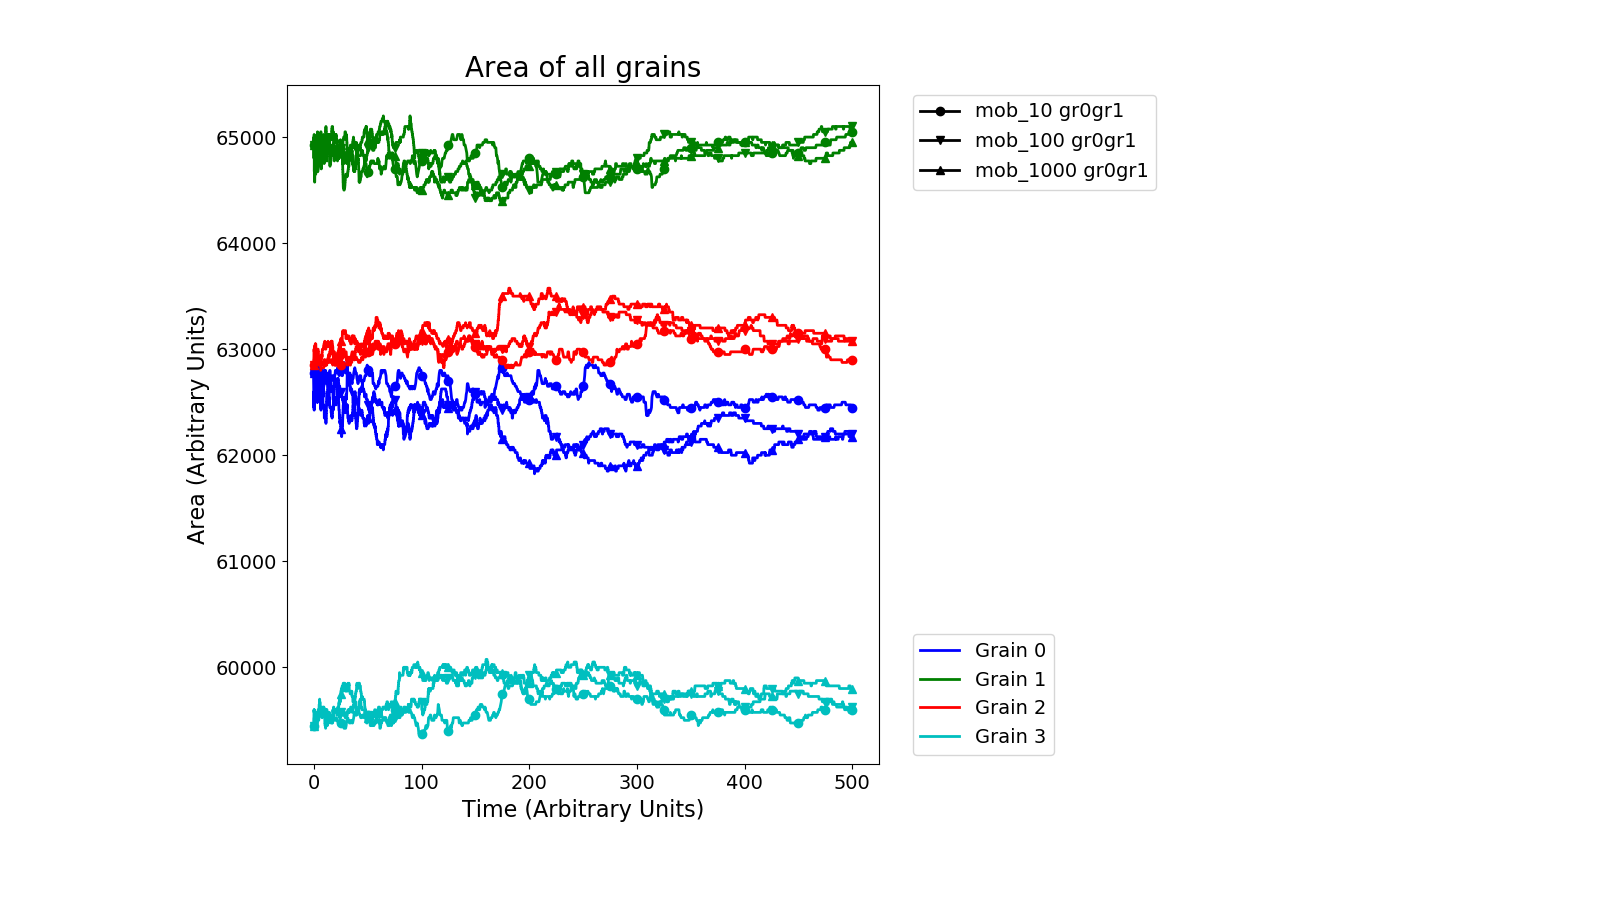 Area of all grains
65000
64000
63000
62000
61000
60000
Area (Arbitrary Units)
0 100 200 300 400 500
Time (Arbitrary Units)
mob_10 gr0gr1
mob_100 gr0gr1
mob_1000 gr0gr1
Grain 0
Grain 1
Grain 2
Grain 3